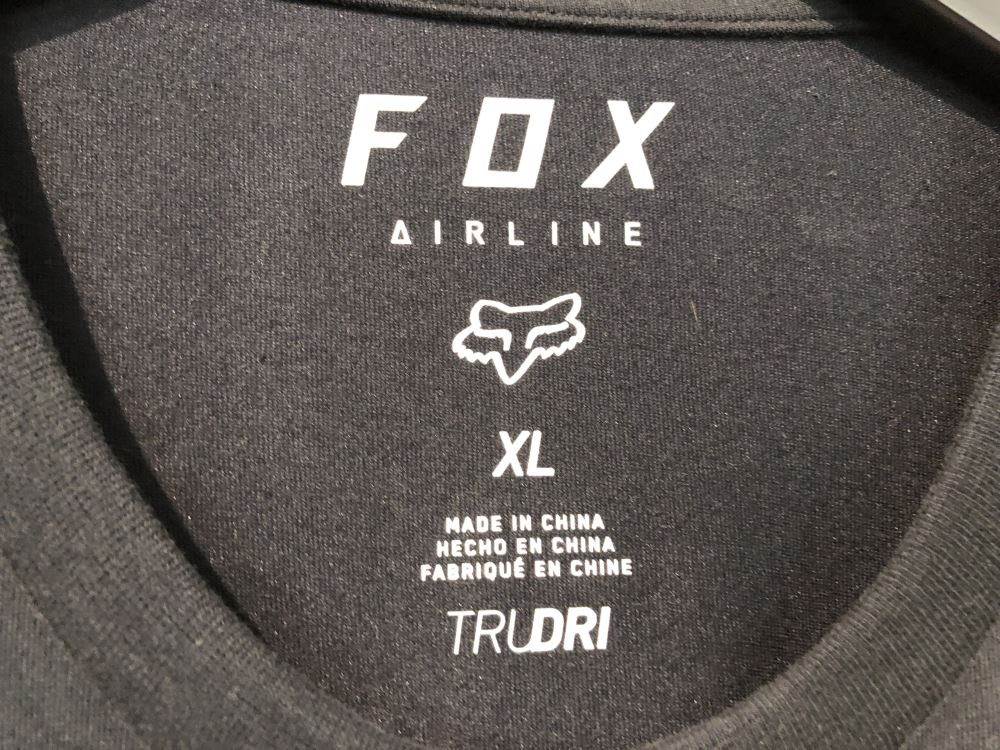 FOX
AIRLINE
XL
MADE IN CHINA
HECHO EN CHINA
FABRIQUÉ EN CHINE
TRUDRI